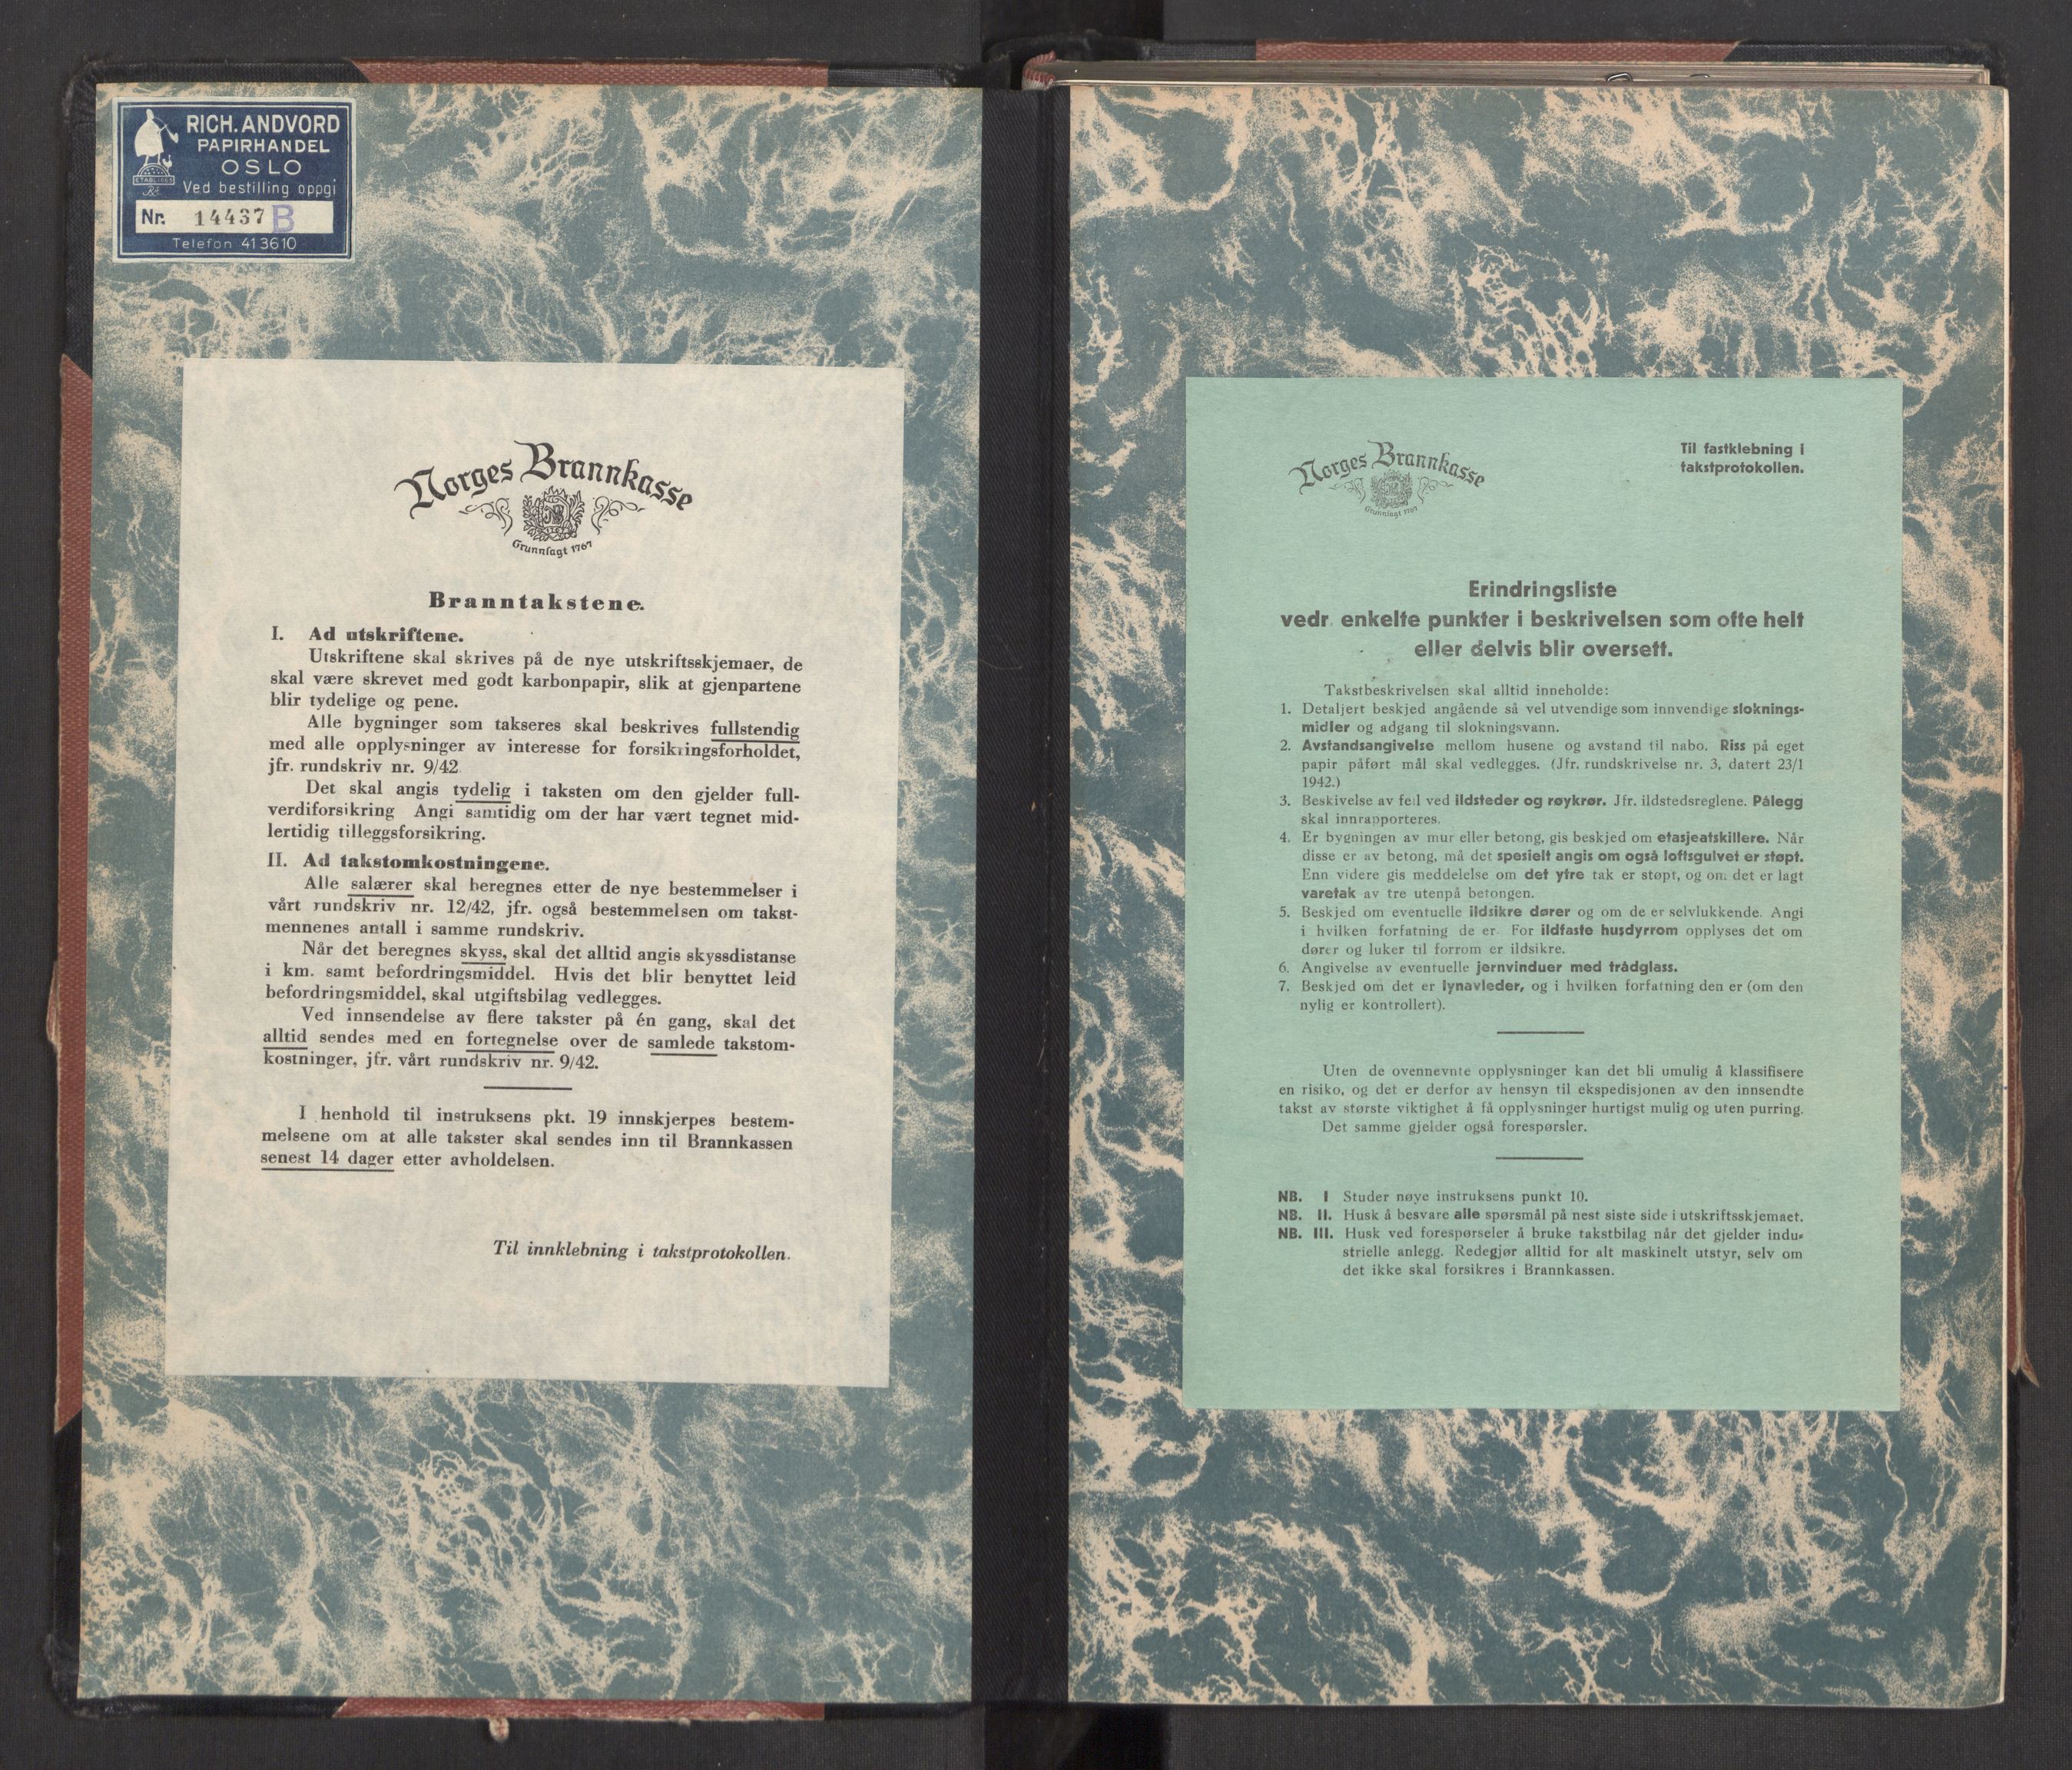 RICH. ANDVORD
PAPIRHANDEL
OSLO
Ved bestilling oppgi
Nr. 14437 B
Telefon 413610
Norges Brannkasse
Grunnlagt 1767
Branntakstene.
I. Ad utskriftene.
Utskriftene skal skrives på de nye utskriftsskjemaer, de
skal være skrevet med godt karbonpapir, slik at gjenpartene
blir tydelige og pene.
Alle bygninger som takseres skal beskrives fullstendig
med alle opplysninger av interesse for forsikringsforholdet,
jfr. rundskriv nr. 9/42
Det skal angis tydelig i taksten om den gjelder full-
verdiforsikring Angi samtidig om der har vært tegnet mid-
lertidig tilleggsforsikring.
II. Ad takstomkostningene.
Alle salærer skal beregnes etter de nye bestemmelser i
vårt rundskriv nr. 12/42, jfr. også bestemmelsen om takst-
mennenes antall i samme rundskriv.
Når det beregnes skyss, skal det alltid angis skyssdistanse
i km. samt befordringsmiddel. Hvis det blir benyttet leid
befordringsmiddel, skal utgiftsbilag vedlegges.
Ved innsendelse av flere takster på én gang, skal det
alltid sendes med en fortegnelse over de samlede takstom-
kostninger, jfr. vårt rundskriv nr. 9/42.
I henhold til instruksens pkt. 19 innskjerpes bestem-
melsene om at alle takster skal sendes inn til Brannkassen
senest 14 dager etter avholdelsen.
Til innklebning i takstprotokollen.
Norges Brannkasse
Grunnlagt 1767
Til fastklebning i
takstprotokollen.
Erindringsliste
vedr. enkelte punkter i beskrivelsen som ofte helt
eller delvis blir oversett.
Takstbeskrivelsen skal alltid inneholde:
1. Detaljert beskjed angående så vel utvendige som innvendige sloknings-
midler og adgang til slokningsvann.
2. Avstandsangivelse mellom husene og avstand til nabo. Riss på eget
papir påført mål skal vedlegges. (Jfr. rundskrivelse nr. 3, datert 23/1
1942.)
3. Beskivelse av feil ved ildsteder og røykrør. Jfr. ildstedsreglene. Pålegg
skal innrapporteres.
4. Er bygningen av mur eller betong, gis beskjed om etasjeatskillere. Når
disse er av betong, må det spesielt angis om også loftsgulvet er støpt.
Enn videre gis meddelelse om det ytre tak er støpt, og om det er lagt
varetak av tre utenpå betongen.
5. Beskjed om eventuelle ildsikre dører og om de er selvlukkende. Angi
i hvilken forfatning de er. For ildfaste husdyrrom opplyses det om
dører og luker til forrom er ildsikre.
6. Angivelse av eventuelle jernvinduer med trådglass.
7. Beskjed om det er lynavleder, og i hvilken forfatning den er (om den
nylig er kontrollert).
Uten de ovennevnte opplysninger kan det bli umulig å klassifisere
en risiko, og det er derfor av hensyn til ekspedisjonen av den innsendte
takst av største viktighet å få opplysninger hurtigst mulig og uten purring.
Det samme gjelder også forespørsler.
NB. I Studer nøye instruksens punkt 10.
NB. II. Husk å besvare alle spørsmål på nest siste side i utskriftsskjemaet.
NB. III. Husk ved forespørseler å bruke takstbilag når det gjelder indu-
strielle anlegg. Redegjør alltid for alt maskinelt utstyr, selv om
det ikke skal forsikres i Brannkassen.